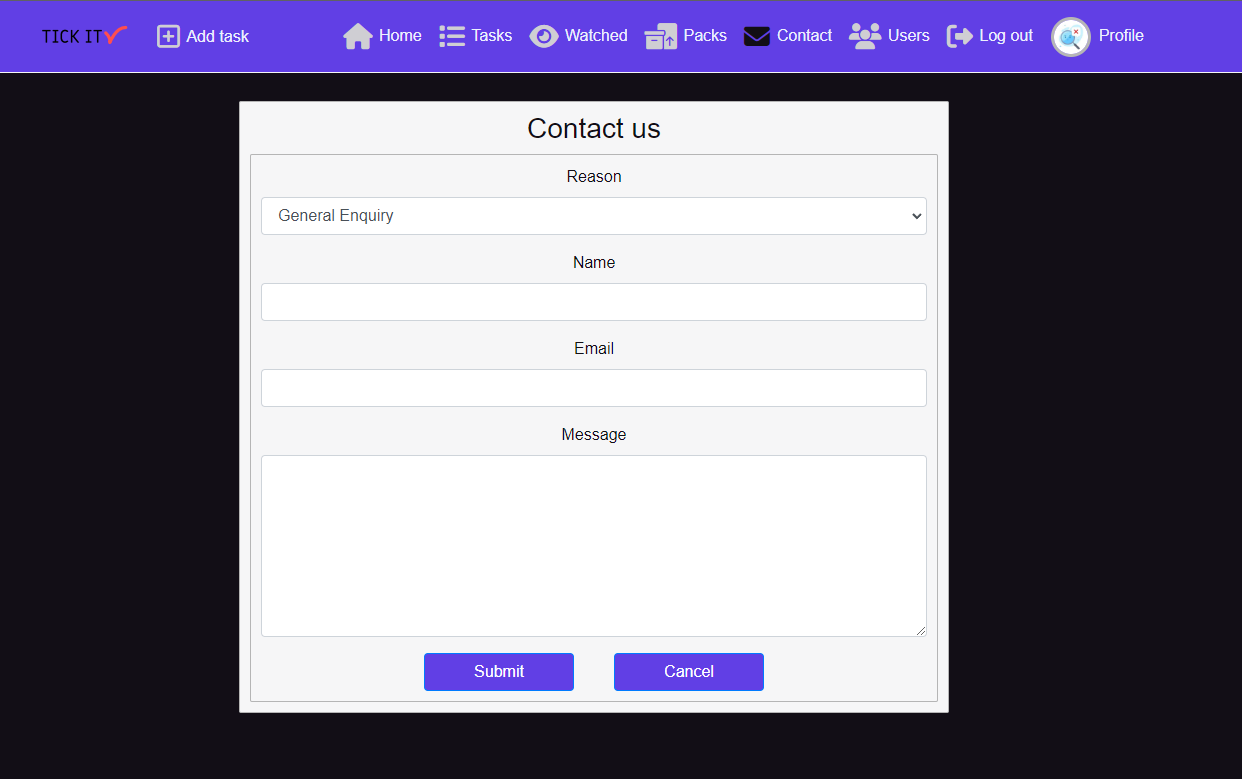 TICK IT Add task Home Tasks Watched Packs Contact Users Log out Profile
Contact us
Reason
General Enquiry
Name
Email
Message
Submit Cancel